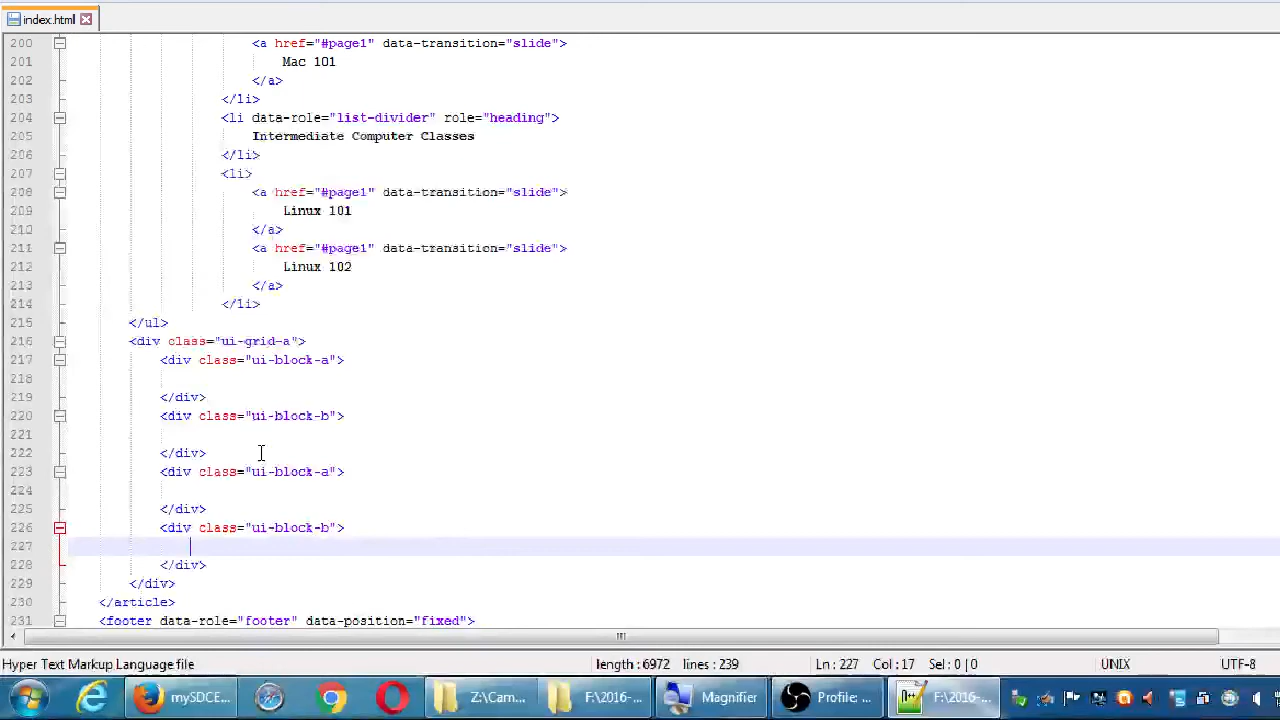 index.html
200 <a href="#page1" data-transition="slide">
201 Mac 101
202 </a>
203 </li>
204 <li data-role="list-divider" role="heading">
205 Intermediate Computer Classes
206 </li>
207 <li>
208 <a href="#page1" data-transition="slide">
209 Linux 101
210 </a>
211 <a href="#page1" data-transition="slide">
212 Linux 102
213 </a>
214 </li>
215 </ul>
216 <div class="ui-grid-a">
217 <div class="ui-block-a">
218
219 </div>
220 <div class="ui-block-b">
221
222 </div>
223 <div class="ui-block-a">
224
225 </div>
226 <div class="ui-block-b">
227
228 </div>
229 </div>
230 </article>
231 <footer data-role="footer" data-position="fixed">
Hyper Text Markup Language file length : 6972 lines : 239 Ln : 227 Col : 17 Sel : 0 | 0 UNIX UTF-8
mySDCE... Z:\Cam... F:\2016-... Magnifier Profile: ... F:\2016-...